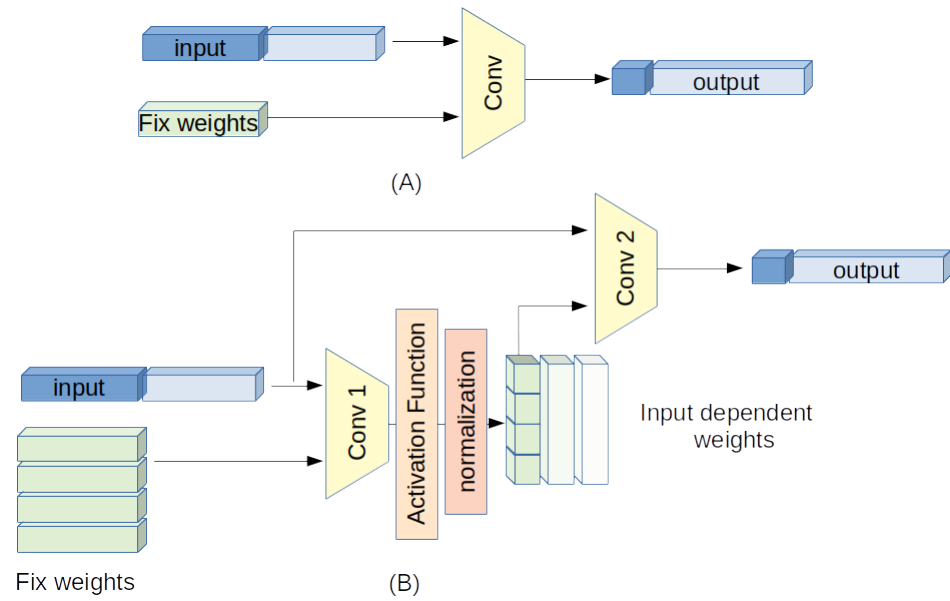 input
Fix weights
Conv
output
(A)
input
Fix weights
Conv 1
Activation Function
normalization
Conv 2
output
Input dependent
weights
(B)